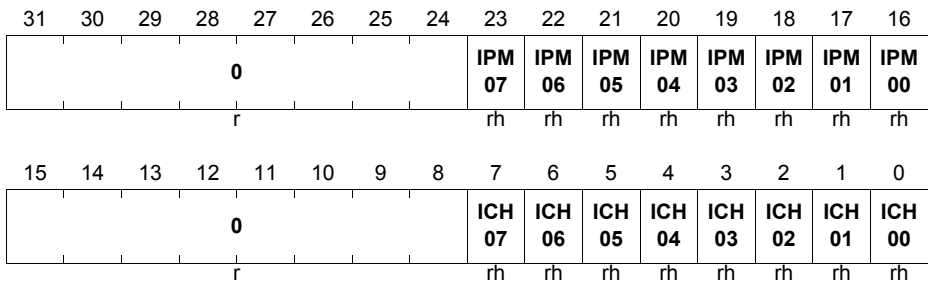 31 30 29 28 27 26 25 24 23 22 21 20 19 18 17 16
0 IPM 07 IPM 06 IPM 05 IPM 04 IPM 03 IPM 02 IPM 01 IPM 00
r rh rh rh rh rh rh rh rh
15 14 13 12 11 10 9 8 7 6 5 4 3 2 1 0
0 ICH 07 ICH 06 ICH 05 ICH 04 ICH 03 ICH 02 ICH 01 ICH 00
r rh rh rh rh rh rh rh rh